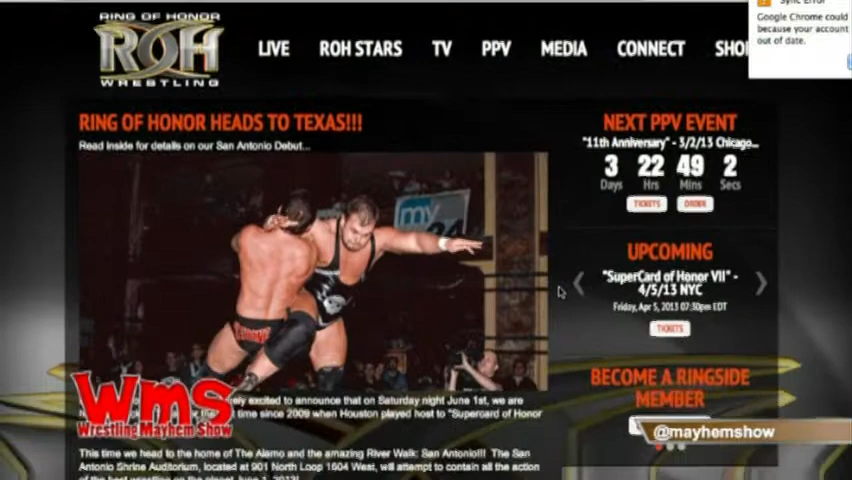 RING OF HONOR
ROH
WRESTLING
LIVE ROH STARS TV PPV MEDIA CONNECT SHO
Sync Error
Google Chrome could
because your account
out of date.
RING OF HONOR HEADS TO TEXAS!!!
Read inside for details on our San Antonio Debut...
my
NEXT PPV EVENT
"11th Anniversary" - 3/2/13 Chicago...
3 22 49 2
Days Hrs Mins Secs
TICKETS ORDER
UPCOMING
"SuperCard of Honor VII" -
4/5/13 NYC
Friday, Apr 5, 2013 07:30pm EDT
TICKETS
BECOME A RINGSIDE
MEMBER
@mayhemshow
Wms
Wrestling Mayhem Show
ely excited to announce that on Saturday night June 1st, we are
time since 2009 when Houston played host to "Supercard of Honor
This time we head to the home of The Alamo and the amazing River Walk: San Antonio!!! The San
Antonio Shrine Auditorium, located at 901 North Loop 1604 West, will attempt to contain all the action